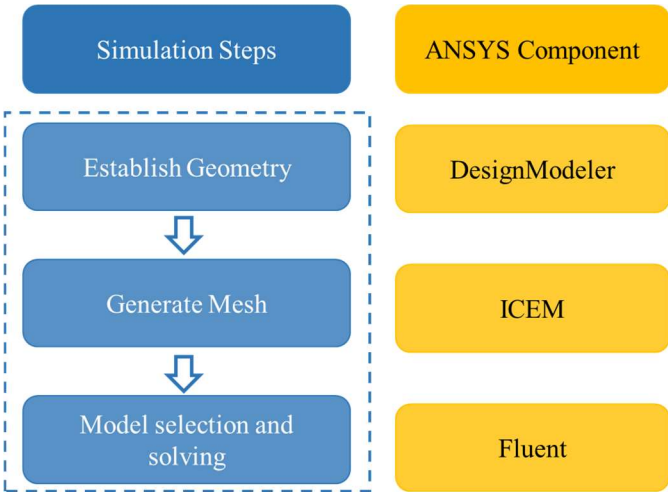 Simulation Steps
ANSYS Component
Establish Geometry
DesignModeler
Generate Mesh
ICEM
Model selection and
solving
Fluent